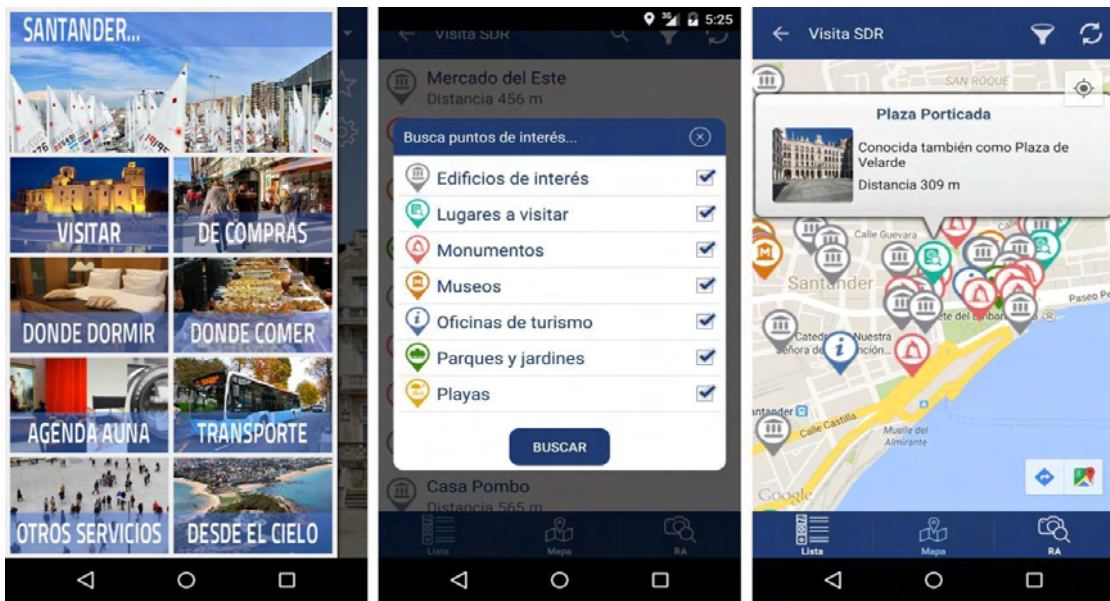 SANTANDER...
VISITAR
DE COMPRAS
DONDE DORMIR
DONDE COMER
AGENDA AUNA
TRANSPORTE
OTROS SERVICIOS
DESDE EL CIELO
3G 5:25
Visita SDR
Mercado del Este
Distancia 456 m
Busca puntos de interés...
Edificios de interés
Lugares a visitar
Monumentos
Museos
Oficinas de turismo
Parques y jardines
Playas
BUSCAR
Casa Pombo
Distancia 565 m
Lista
Mapa
RA
Visita SDR
SAN ROQUE
Plaza Porticada
Conocida también como Plaza de
Velarde
Distancia 309 m
Calle Guevara
Calle
Santander
Paseo
Nuestra
Calle Castilla
Muelle del
Almirante
Google
Lista
Mapa
RA